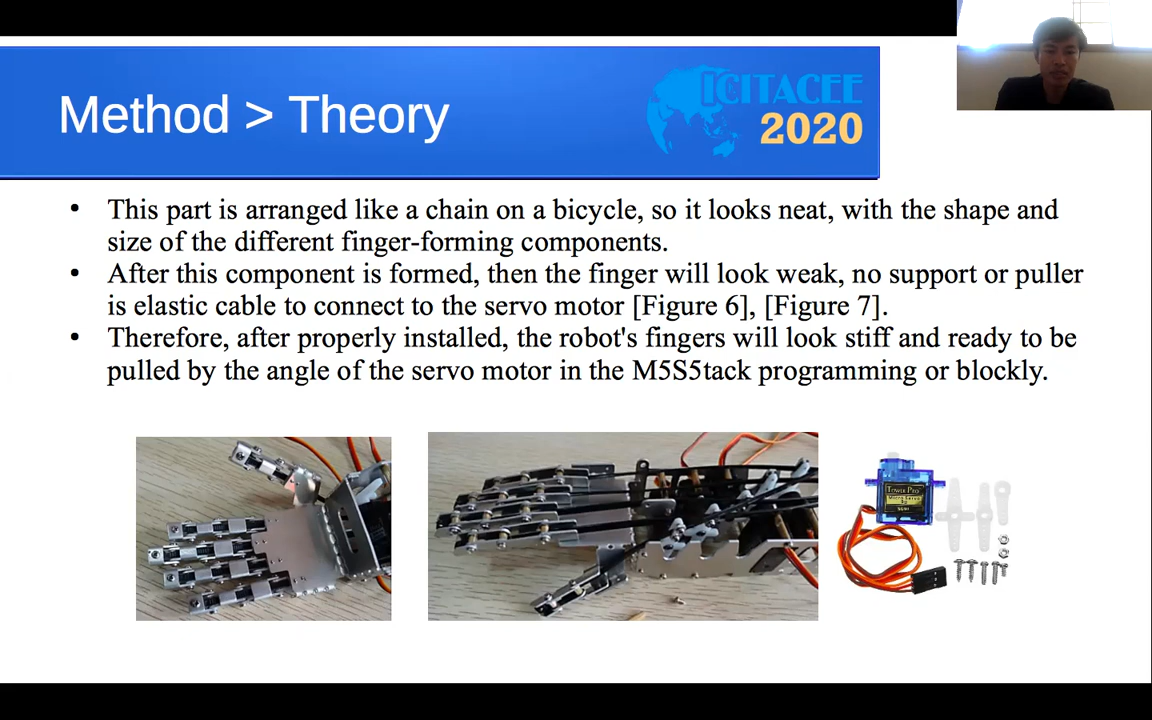 Method > Theory
ICITACEE
2020
• This part is arranged like a chain on a bicycle, so it looks neat, with the shape and
size of the different finger-forming components.
• After this component is formed, then the finger will look weak, no support or puller
is elastic cable to connect to the servo motor [Figure 6], [Figure 7].
• Therefore, after properly installed, the robot's fingers will look stiff and ready to be
pulled by the angle of the servo motor in the M5S5tack programming or blockly.
Tower Pro
Micro Servo